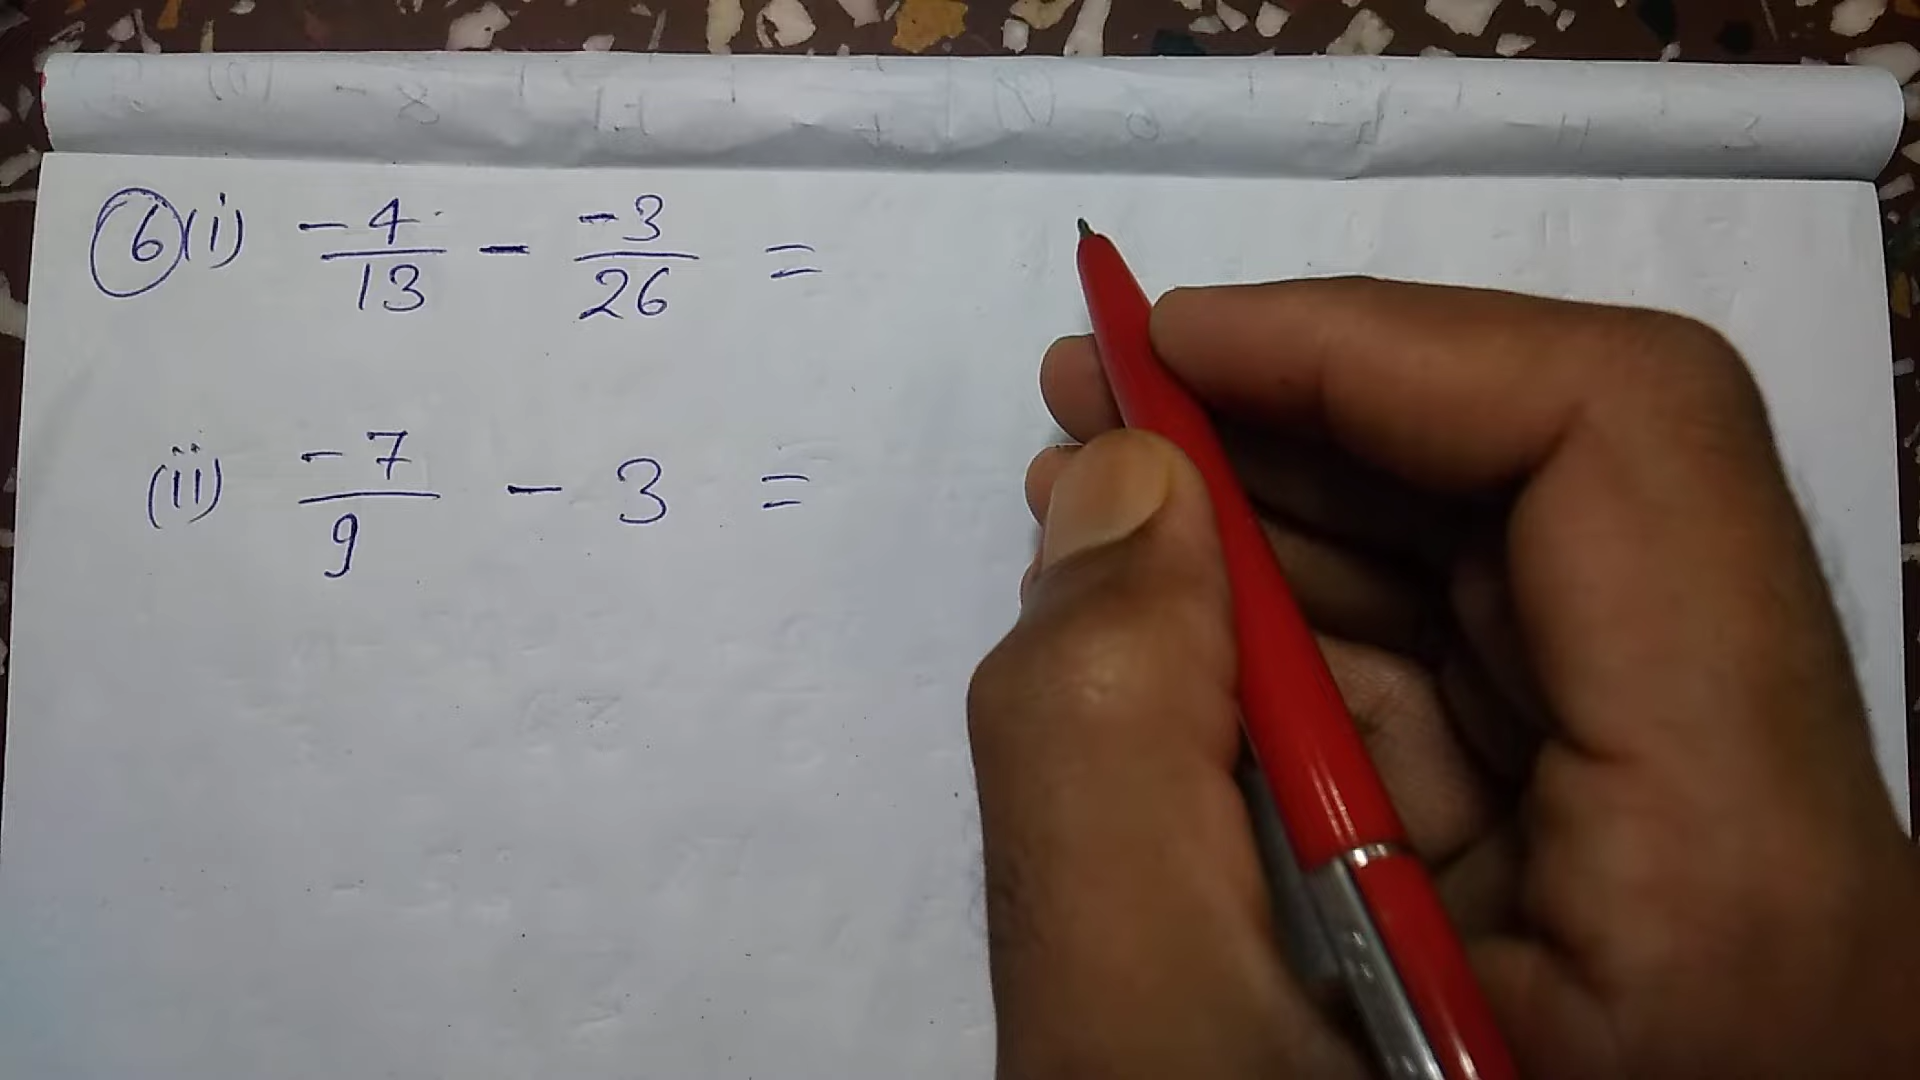 6 (i) -4/13 - -3/26 =
(ii) -7/9 - 3 =